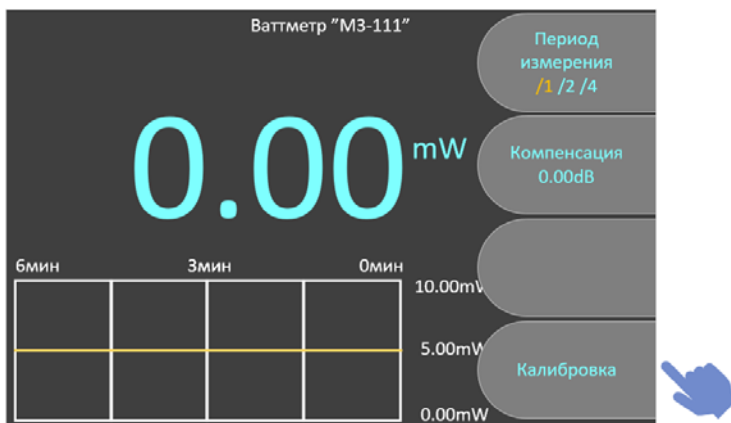 Ваттметр "М3-111"
0.00 mW
Период
измерения
/1 /2 /4
Компенсация
0.00dB
6мин 3мин 0мин
10.00mW
5.00mW
0.00mW
Калибровка